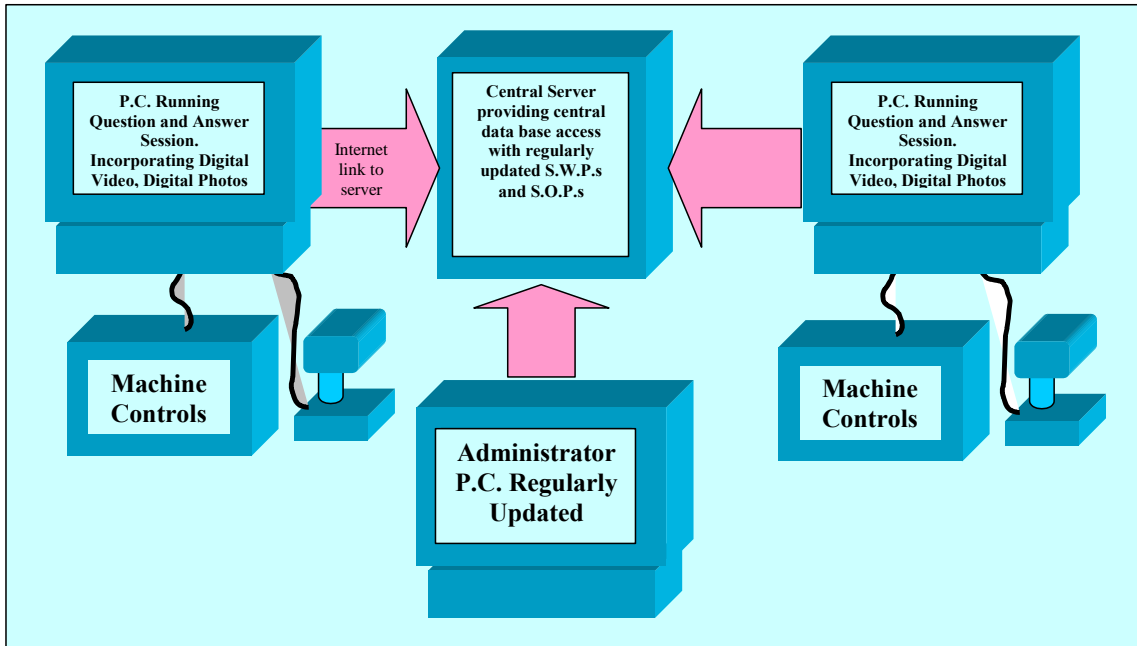 P.C. Running
Question and Answer
Session.
Incorporating Digital
Video, Digital Photos
Internet
link to
server
Central Server
providing central
data base access
with regularly
updated S.W.P.s
and S.O.P.s
P.C. Running
Question and Answer
Session.
Incorporating Digital
Video, Digital Photos
Machine
Controls
Administrator
P.C. Regularly
Updated
Machine
Controls